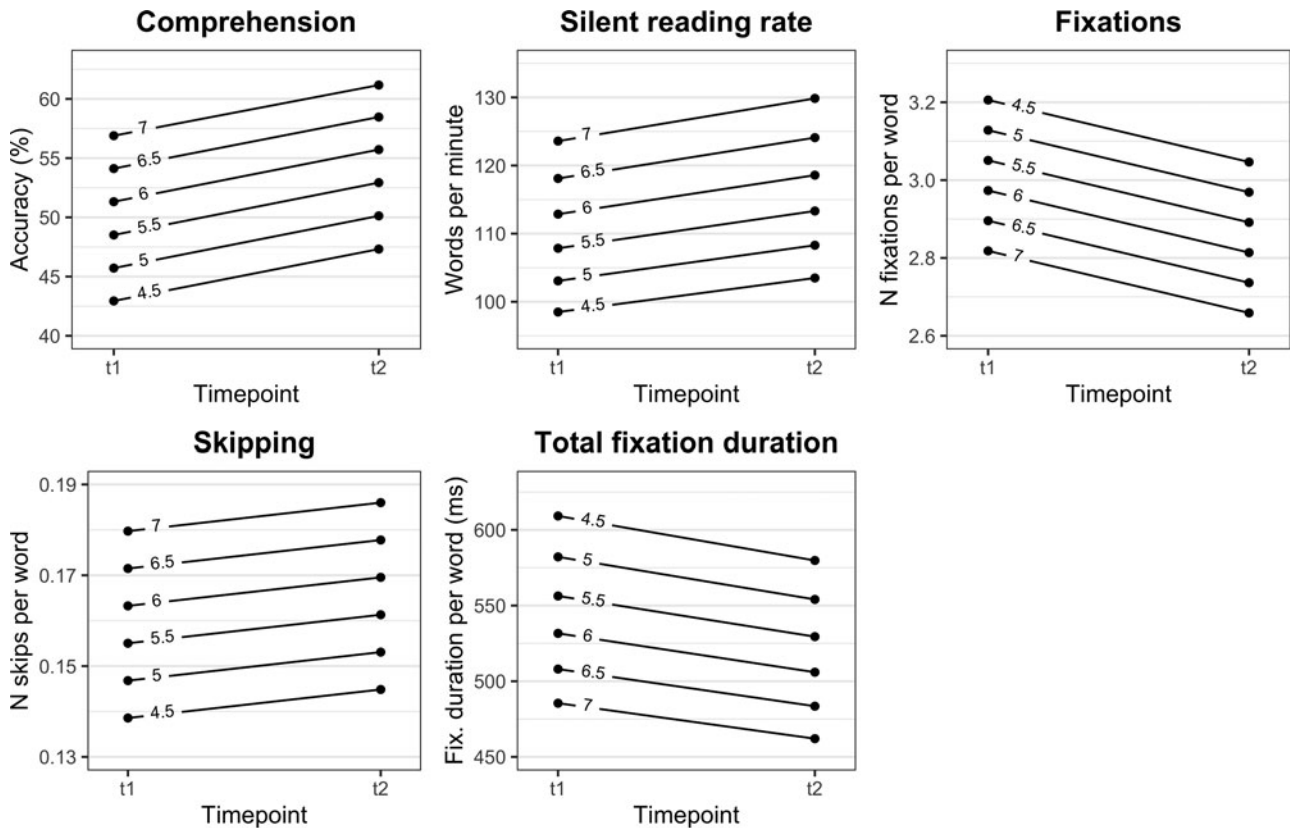 Comprehension
Accuracy (%)
60
55
50
45
40
7
6.5
6
5.5
5
4.5
t1 t2
Timepoint
Silent reading rate
Words per minute
130
120
110
100
7
6.5
6
5.5
5
4.5
t1 t2
Timepoint
Fixations
N fixations per word
3.2
3.0
2.8
2.6
4.5
5
5.5
6
6.5
7
t1 t2
Timepoint
Skipping
N skips per word
0.19
0.17
0.15
0.13
7
6.5
6
5.5
5
4.5
t1 t2
Timepoint
Total fixation duration
Fix. duration per word (ms)
600
550
500
450
4.5
5
5.5
6
6.5
7
t1 t2
Timepoint